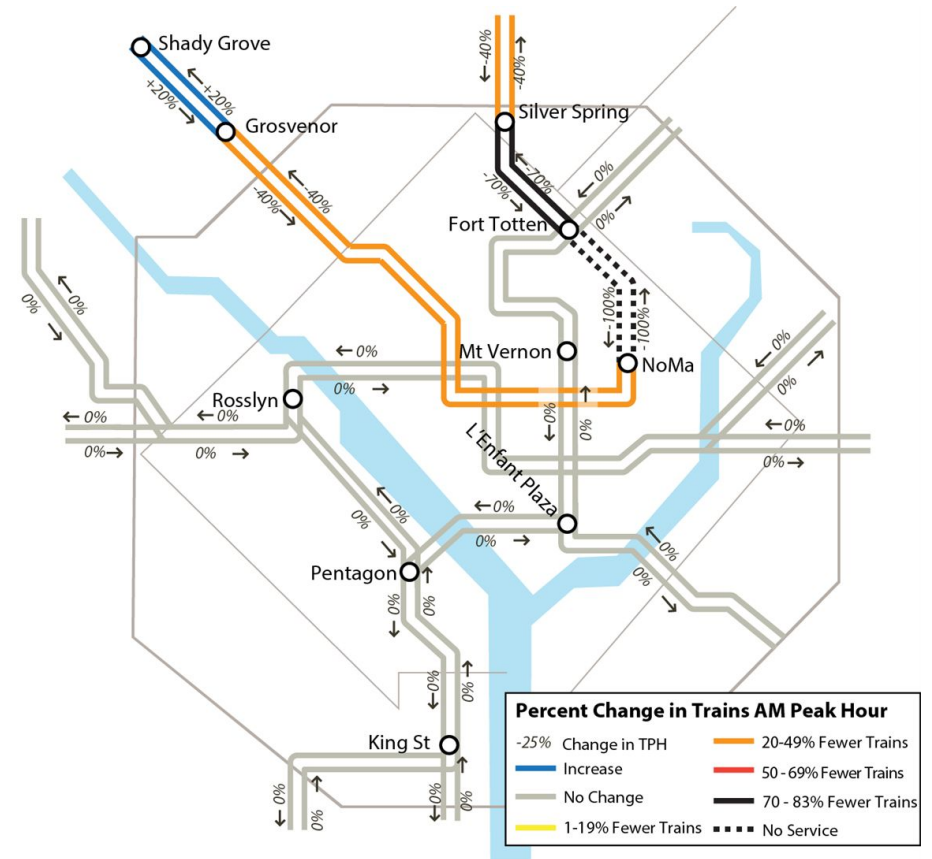 Shady Grove
←+20%
+20%→
Grosvenor
←-40%
-40%→
←-40%
-40%→
Silver Spring
←-70%
-70%→
←0%
0%→
Fort Totten
←-100%
-100%→
←0%
0%→
Mt Vernon
NoMa
←0%
0%→
←0%
0%→
Rosslyn
←0%
←0%
0%→
0%→
←0%
0%→
←0%
0%→
L'Enfant Plaza
←0%
0%→
←0%
0%→
←0%
0%→
Pentagon
←0%
0%→
←0%
0%→
King St
←0%
0%→
←0%
0%→
Percent Change in Trains AM Peak Hour
-25% Change in TPH
Increase
No Change
1-19% Fewer Trains
20-49% Fewer Trains
50 - 69% Fewer Trains
70 - 83% Fewer Trains
No Service